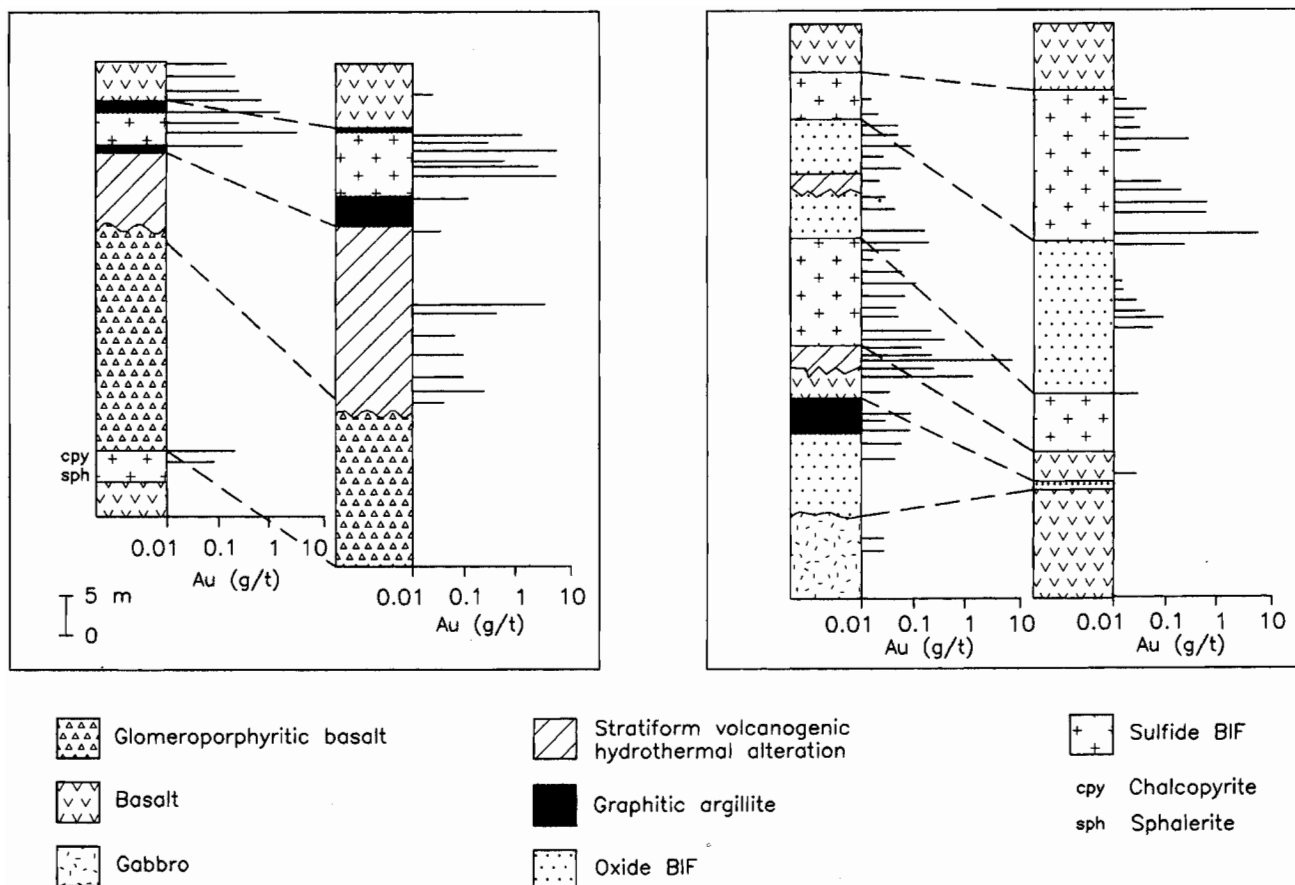 cpy
sph
0.01 0.1 1 10
Au (g/t)
5 m
0
0.01 0.1 1 10
Au (g/t)
0.01 0.1 1 10
Au (g/t)
0.01 0.1 1 10
Au (g/t)
Glomeroporphyritic basalt
Basalt
Gabbro
Stratiform volcanogenic
hydrothermal alteration
Graphitic argillite
Oxide BIF
Sulfide BIF
cpy Chalcopyrite
sph Sphalerite